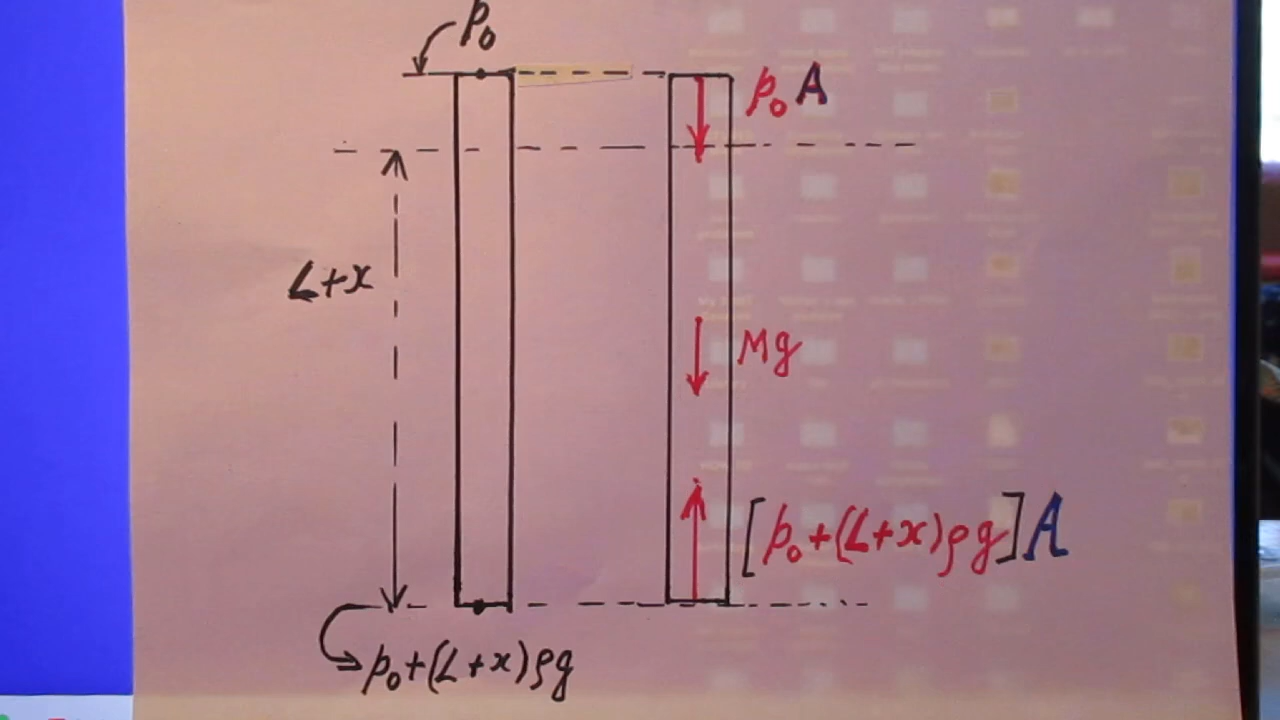 p₀
p₀A
L+x
Mg
[p₀+(L+x)ρg]A
p₀+(L+x)ρg